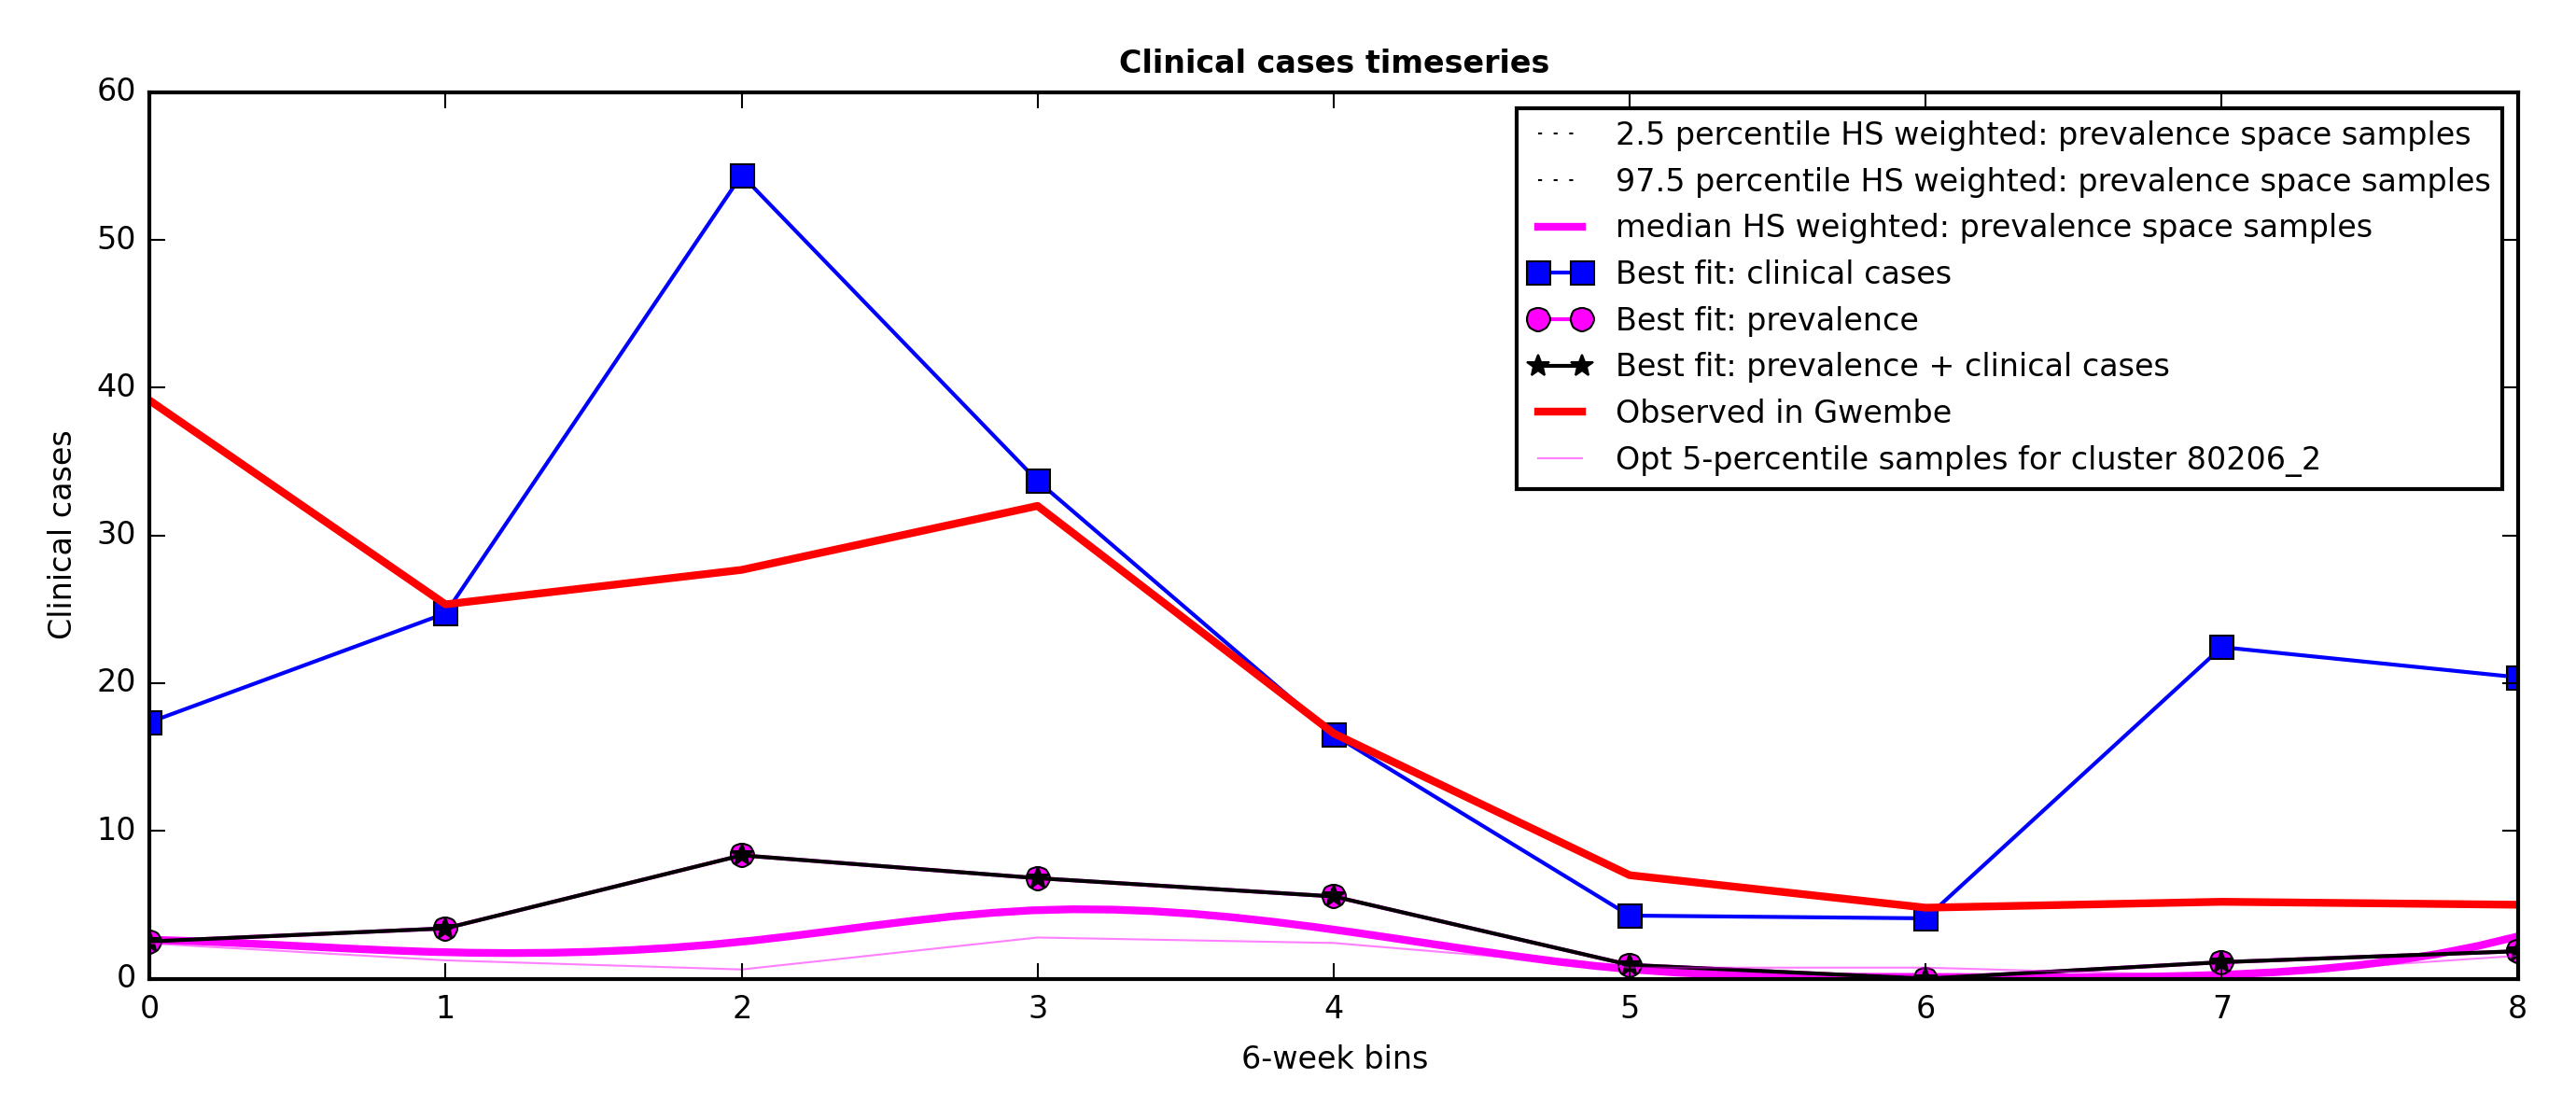 Clinical cases timeseries
60
50
40
30
20
10
0
Clinical cases
2.5 percentile HS weighted: prevalence space samples
97.5 percentile HS weighted: prevalence space samples
median HS weighted: prevalence space samples
Best fit: clinical cases
Best fit: prevalence
Best fit: prevalence + clinical cases
Observed in Gwembe
Opt 5-percentile samples for cluster 80206_2
0 1 2 3 4 5 6 7 8
6-week bins